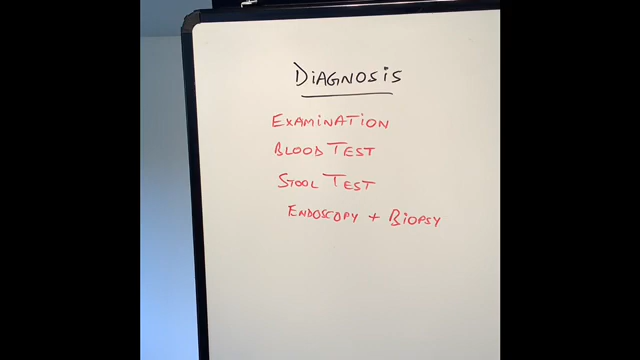 DIAGNOSIS
EXAMINATION
BLOOD TEST
STOOL TEST
ENDOSCOPY + BIOPSY